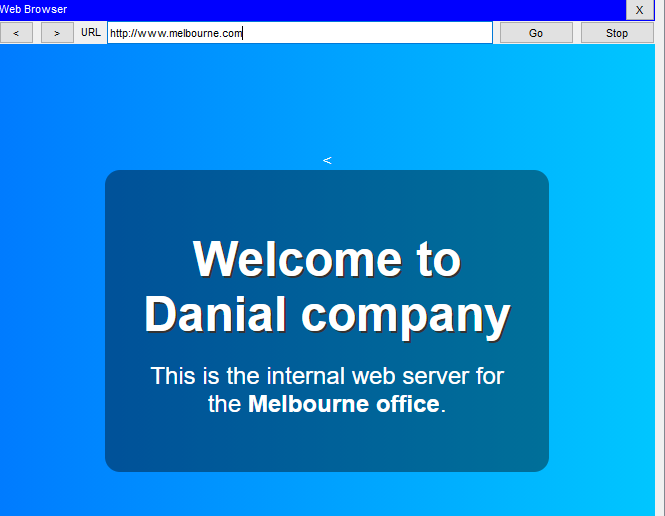 Web Browser X
< > URL http://www.melbourne.com Go Stop
<
Welcome to
Danial company
This is the internal web server for
the Melbourne office.